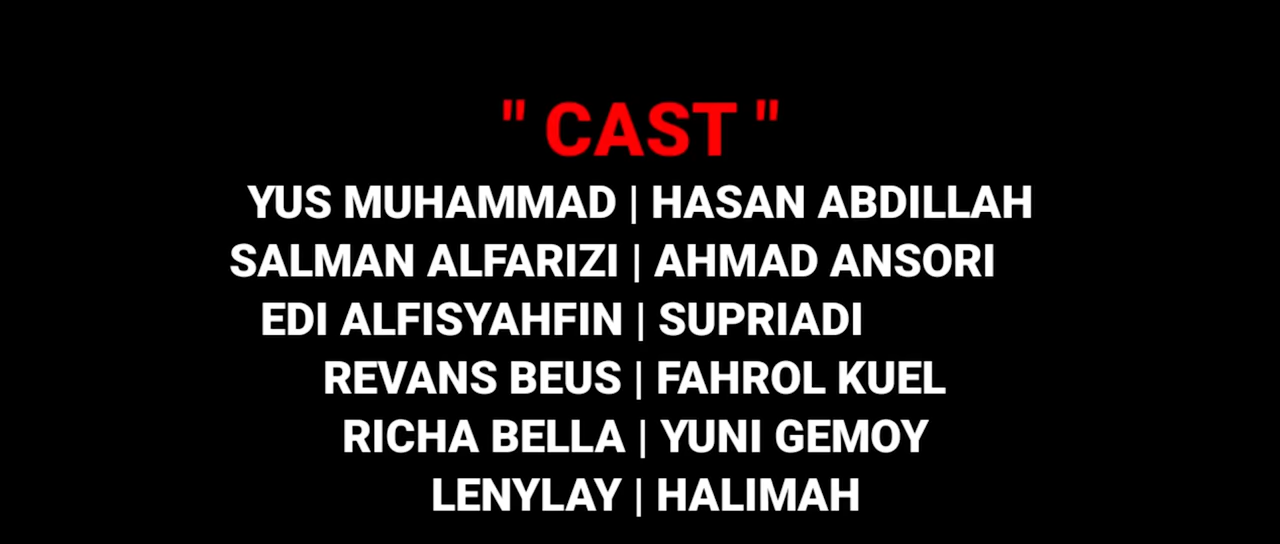 " CAST "
YUS MUHAMMAD | HASAN ABDILLAH
SALMAN ALFARIZI | AHMAD ANSORI
EDI ALFISYAHFIN | SUPRIADI
REVANS BEUS | FAHROL KUEL
RICHA BELLA | YUNI GEMOY
LENYLAY | HALIMAH